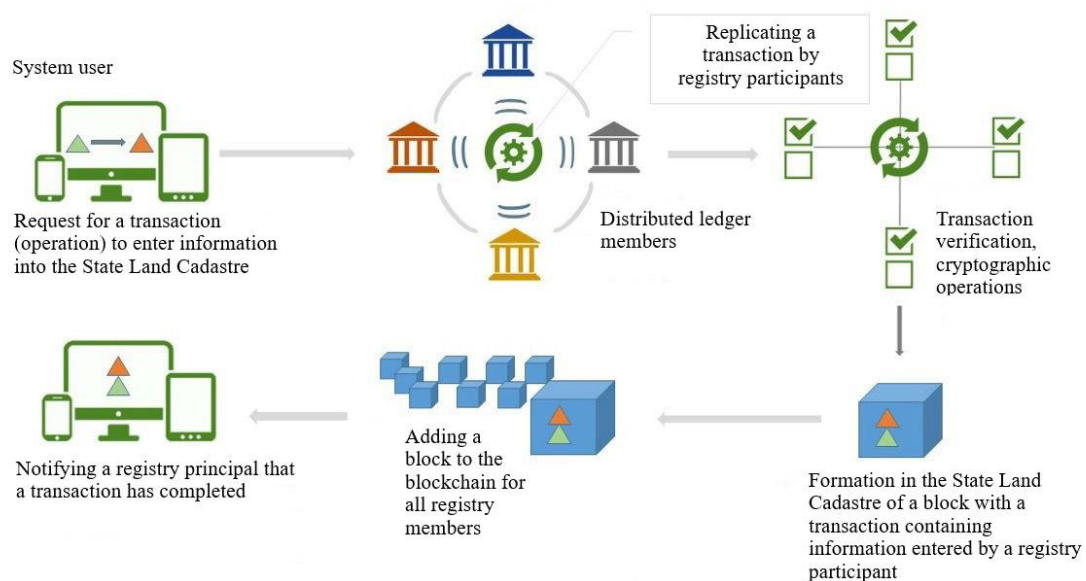 System user
Request for a transaction
(operation) to enter information
into the State Land Cadastre
Replicating a
transaction by
registry participants
Distributed ledger
members
Transaction
verification,
cryptographic
operations
Formation in the State Land
Cadastre of a block with a
transaction containing
information entered by a registry
participant
Adding a
block to the
blockchain for
all registry
members
Notifying a registry principal that
a transaction has completed